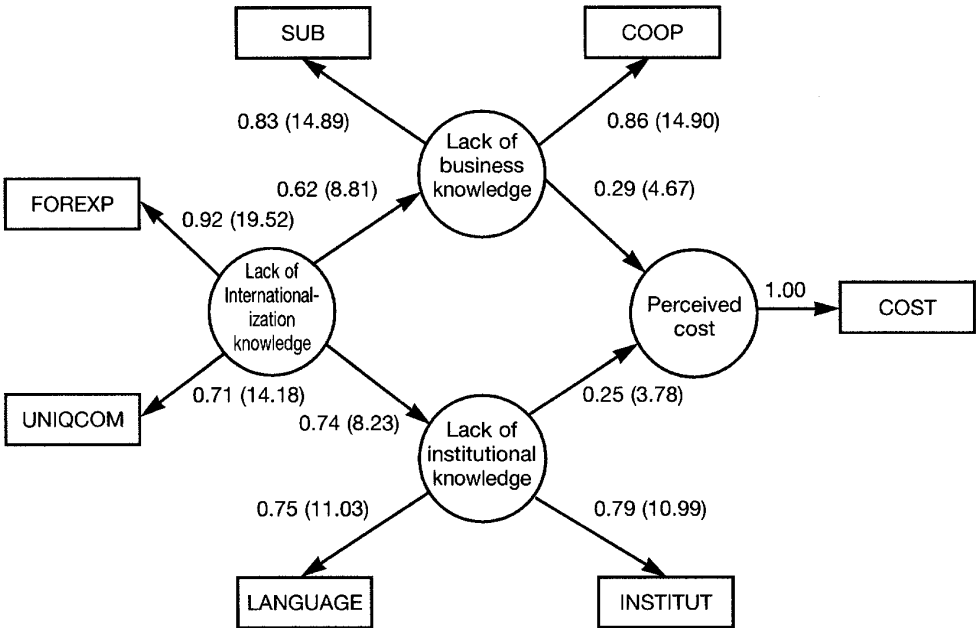 SUB
COOP
0.83 (14.89)
0.86 (14.90)
Lack of
business
knowledge
0.62 (8.81)
0.29 (4.67)
FOREXP
0.92 (19.52)
Lack of
International-
ization
knowledge
Perceived
cost
1.00
COST
UNIQCOM
0.71 (14.18)
0.74 (8.23)
0.25 (3.78)
Lack of
institutional
knowledge
0.75 (11.03)
0.79 (10.99)
LANGUAGE
INSTITUT